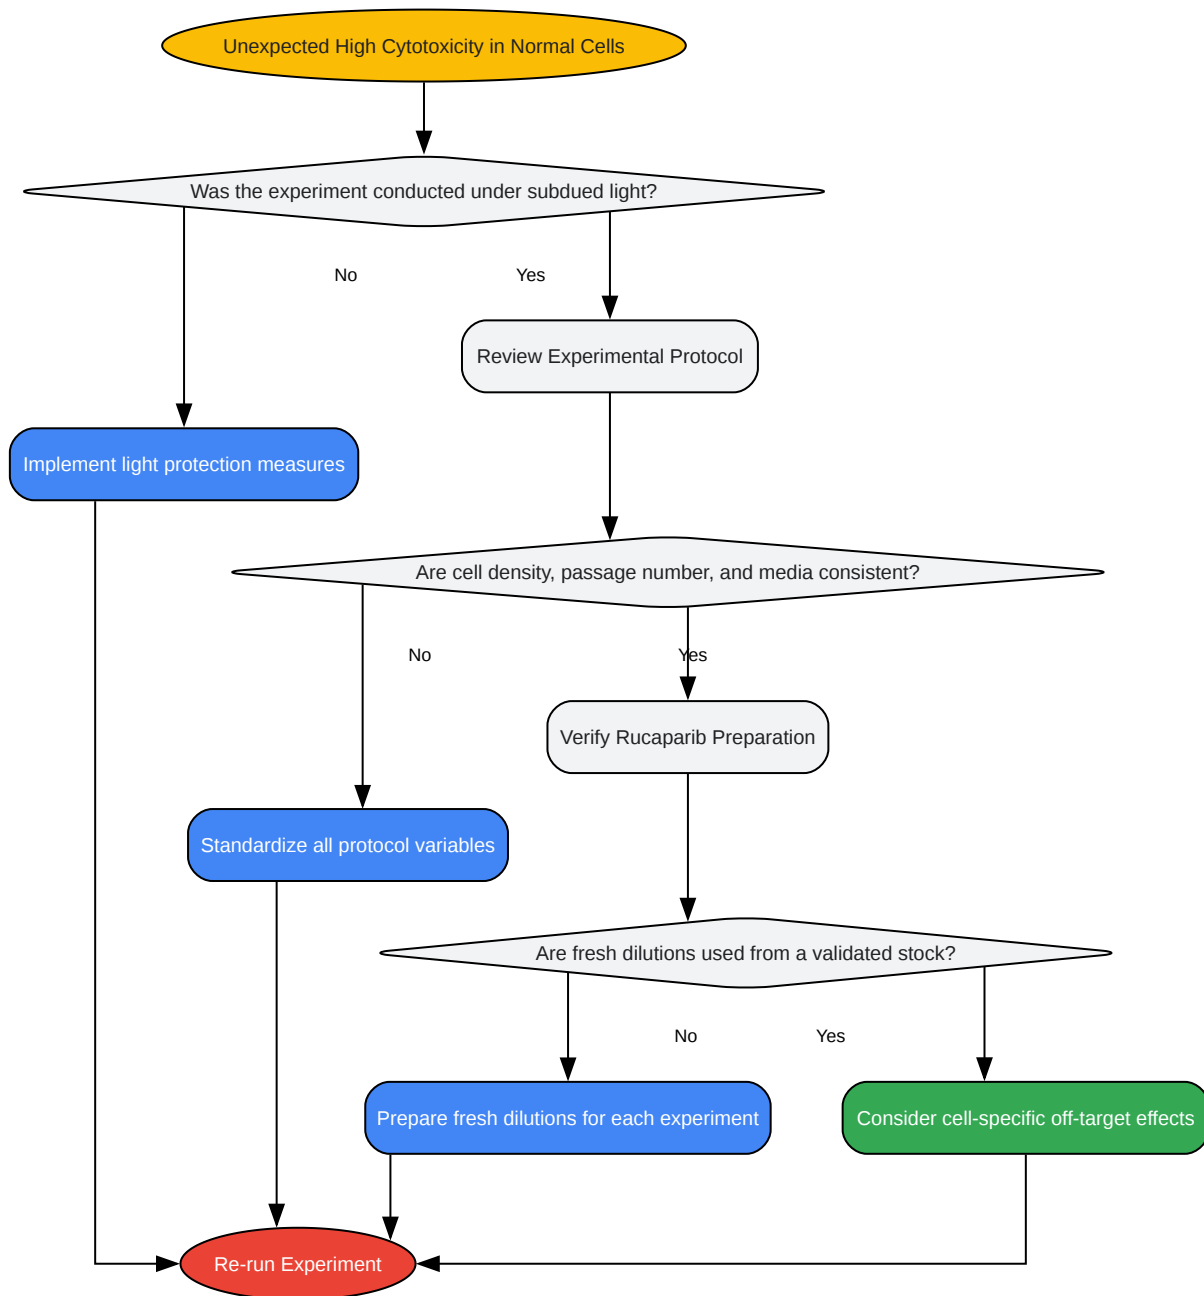 Unexpected High Cytotoxicity in Normal Cells
Was the experiment conducted under subdued light?
No
Yes
Review Experimental Protocol
Implement light protection measures
Are cell density, passage number, and media consistent?
No
Yes
Verify Rucaparib Preparation
Standardize all protocol variables
Are fresh dilutions used from a validated stock?
No
Yes
Prepare fresh dilutions for each experiment
Consider cell-specific off-target effects
Re-run Experiment